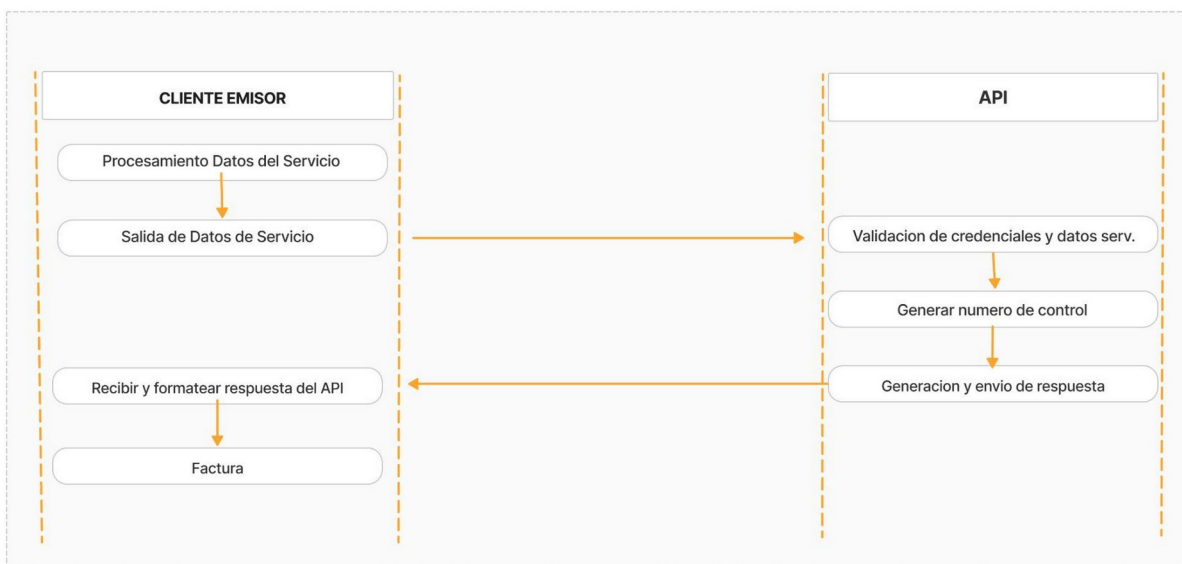 CLIENTE EMISOR
Procesamiento Datos del Servicio
Salida de Datos de Servicio
Recibir y formatear respuesta del API
Factura
API
Validacion de credenciales y datos serv.
Generar numero de control
Generacion y envio de respuesta